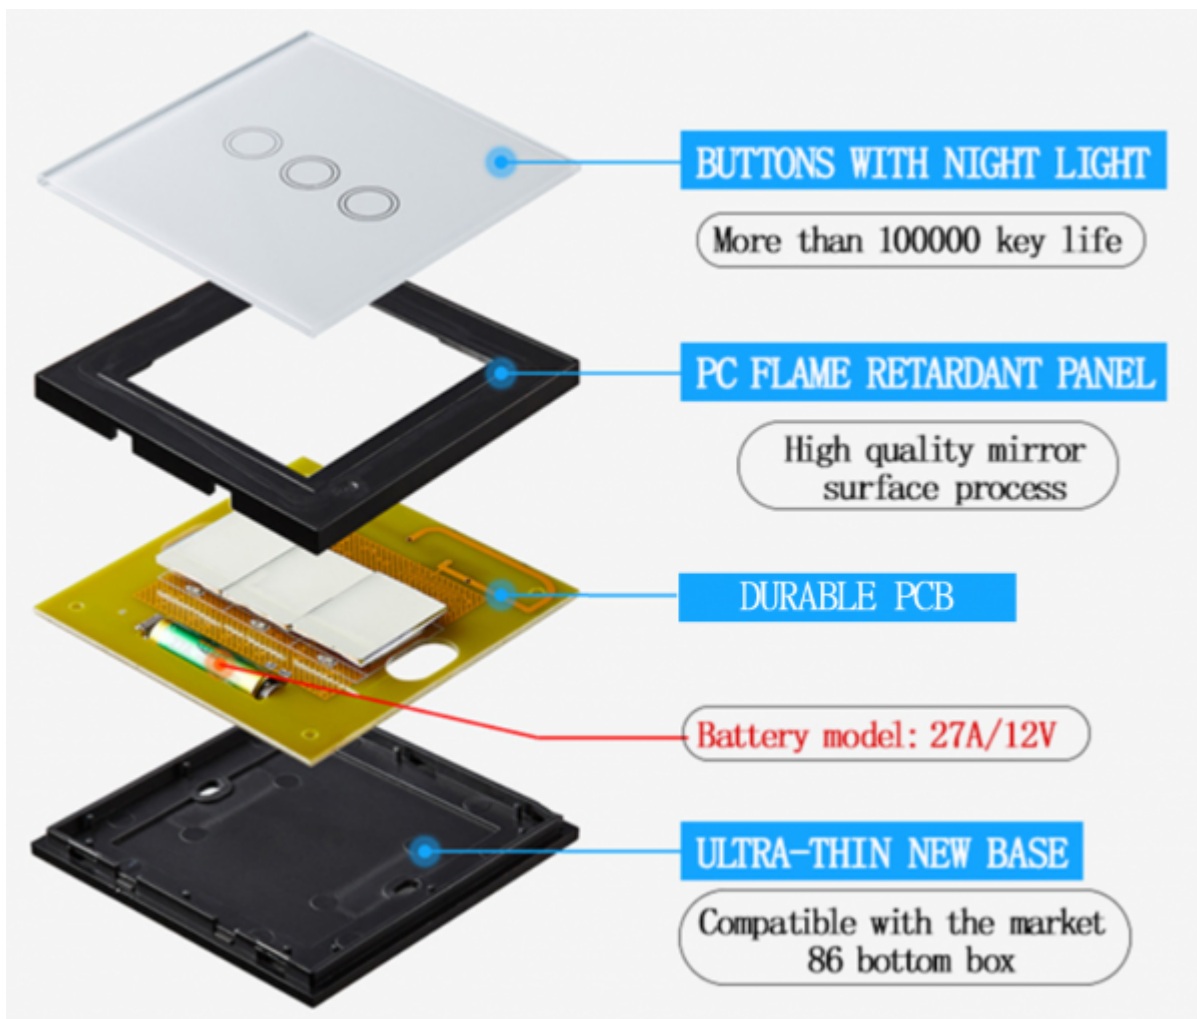 BUTTONS WITH NIGHT LIGHT
More than 100000 key life
PC FLAME RETARDANT PANEL
High quality mirror
surface process
DURABLE PCB
Battery model: 27A/12V
ULTRA-THIN NEW BASE
Compatible with the market
86 bottom box